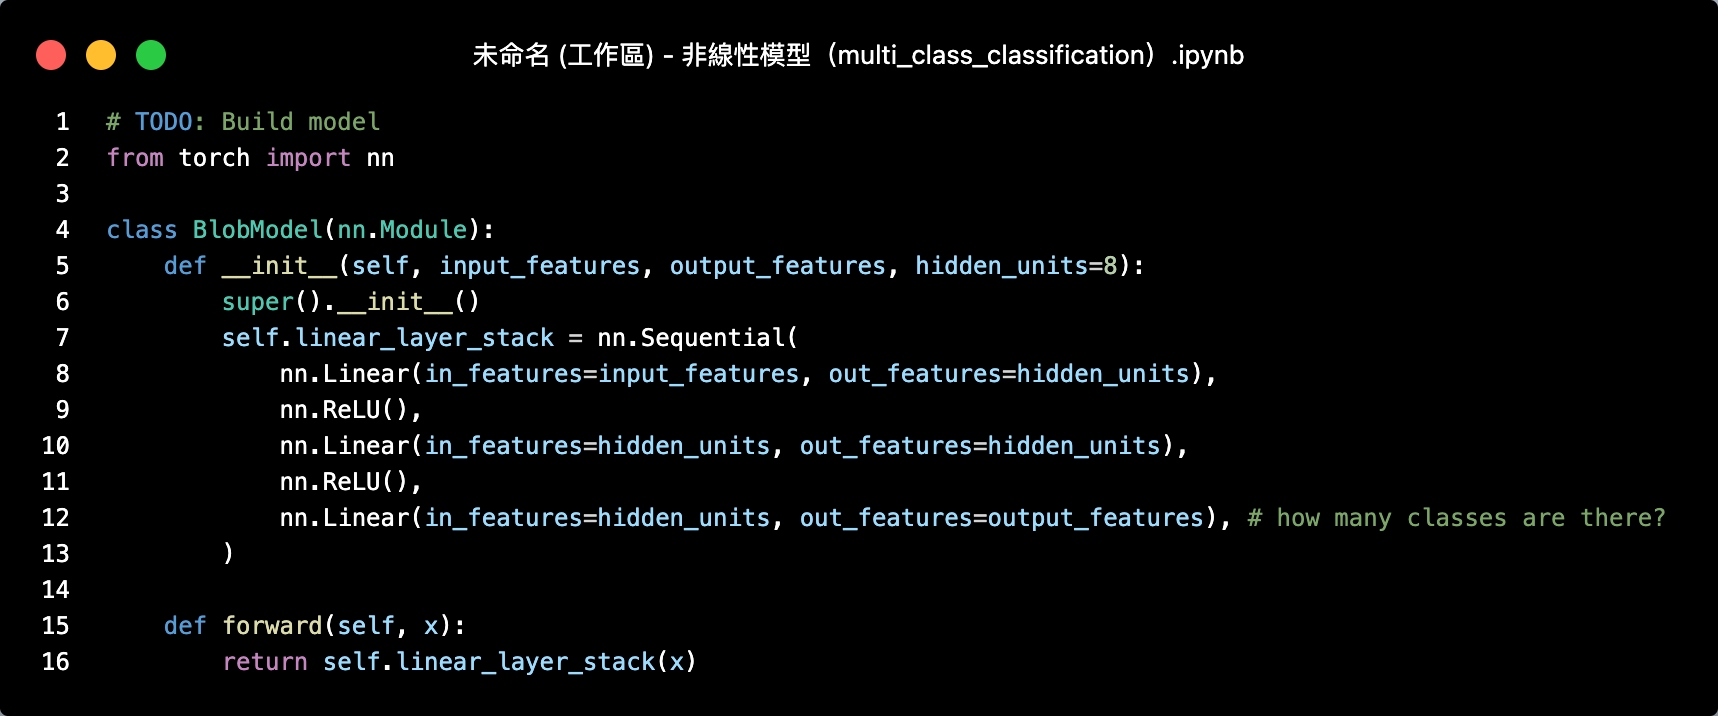 未命名 (工作區) - 非線性模型（multi_class_classification）.ipynb
1 # TODO: Build model
2 from torch import nn
3
4 class BlobModel(nn.Module):
5     def __init__(self, input_features, output_features, hidden_units=8):
6         super().__init__()
7         self.linear_layer_stack = nn.Sequential(
8             nn.Linear(in_features=input_features, out_features=hidden_units),
9             nn.ReLU(),
10             nn.Linear(in_features=hidden_units, out_features=hidden_units),
11             nn.ReLU(),
12             nn.Linear(in_features=hidden_units, out_features=output_features), # how many classes are there?
13         )
14
15     def forward(self, x):
16         return self.linear_layer_stack(x)